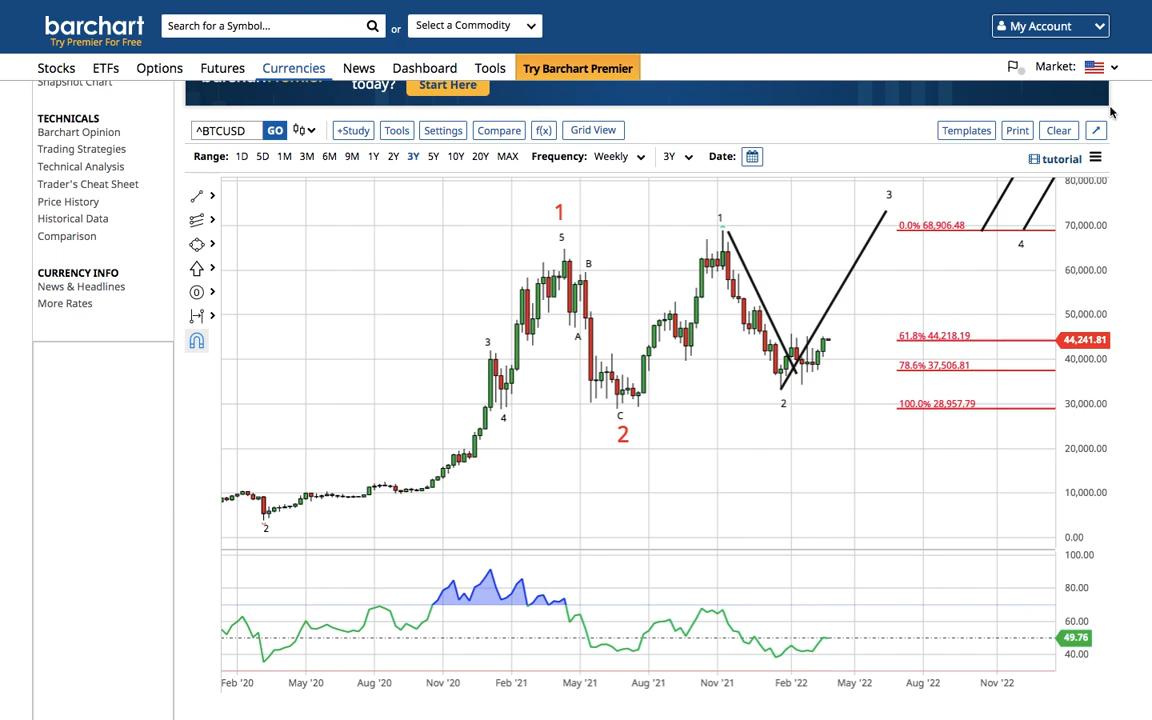 barchart
Try Premier For Free
Search for a Symbol...
or
Select a Commodity
My Account
Stocks ETFs Options Futures Currencies News Dashboard Tools Try Barchart Premier
Market:
Snapshot Chart
today?
Start Here
TECHNICALS
Barchart Opinion
Trading Strategies
Technical Analysis
Trader's Cheat Sheet
Price History
Historical Data
Comparison
CURRENCY INFO
News & Headlines
More Rates
^BTCUSD GO +Study Tools Settings Compare f(x) Grid View Templates Print Clear
Range: 1D 5D 1M 3M 6M 9M 1Y 2Y 3Y 5Y 10Y 20Y MAX Frequency: Weekly 3Y Date: tutorial
80,000.00
70,000.00
60,000.00
50,000.00
40,000.00
30,000.00
20,000.00
10,000.00
0.00
44,241.81
0.0% 68,906.48
61.8% 44,218.19
78.6% 37,506.81
100.0% 28,957.79
2
3
4
1
5
A
B
C
2
1
2
3
4
100.00
80.00
60.00
49.76
40.00
Feb '20 May '20 Aug '20 Nov '20 Feb '21 May '21 Aug '21 Nov '21 Feb '22 May '22 Aug '22 Nov '22